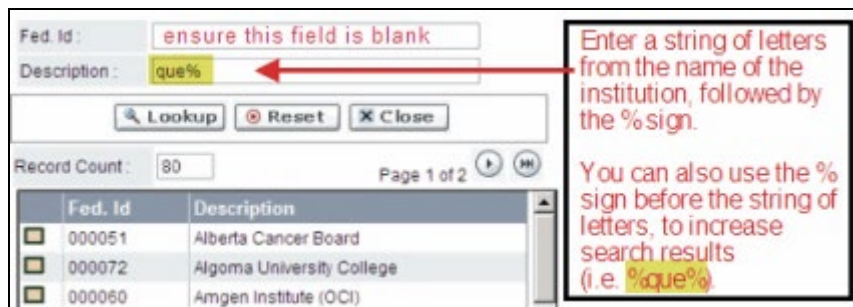 Fed. Id : ensure this field is blank
Description : que%
Lookup Reset Close
Record Count : 80 Page 1 of 2
Fed. Id Description
000051 Alberta Cancer Board
000072 Algoma University College
000060 Amgen Institute (OCI)
Enter a string of letters
from the name of the
institution, followed by
the % sign.
You can also use the %
sign before the string of
letters, to increase
search results
(i.e. %que%).